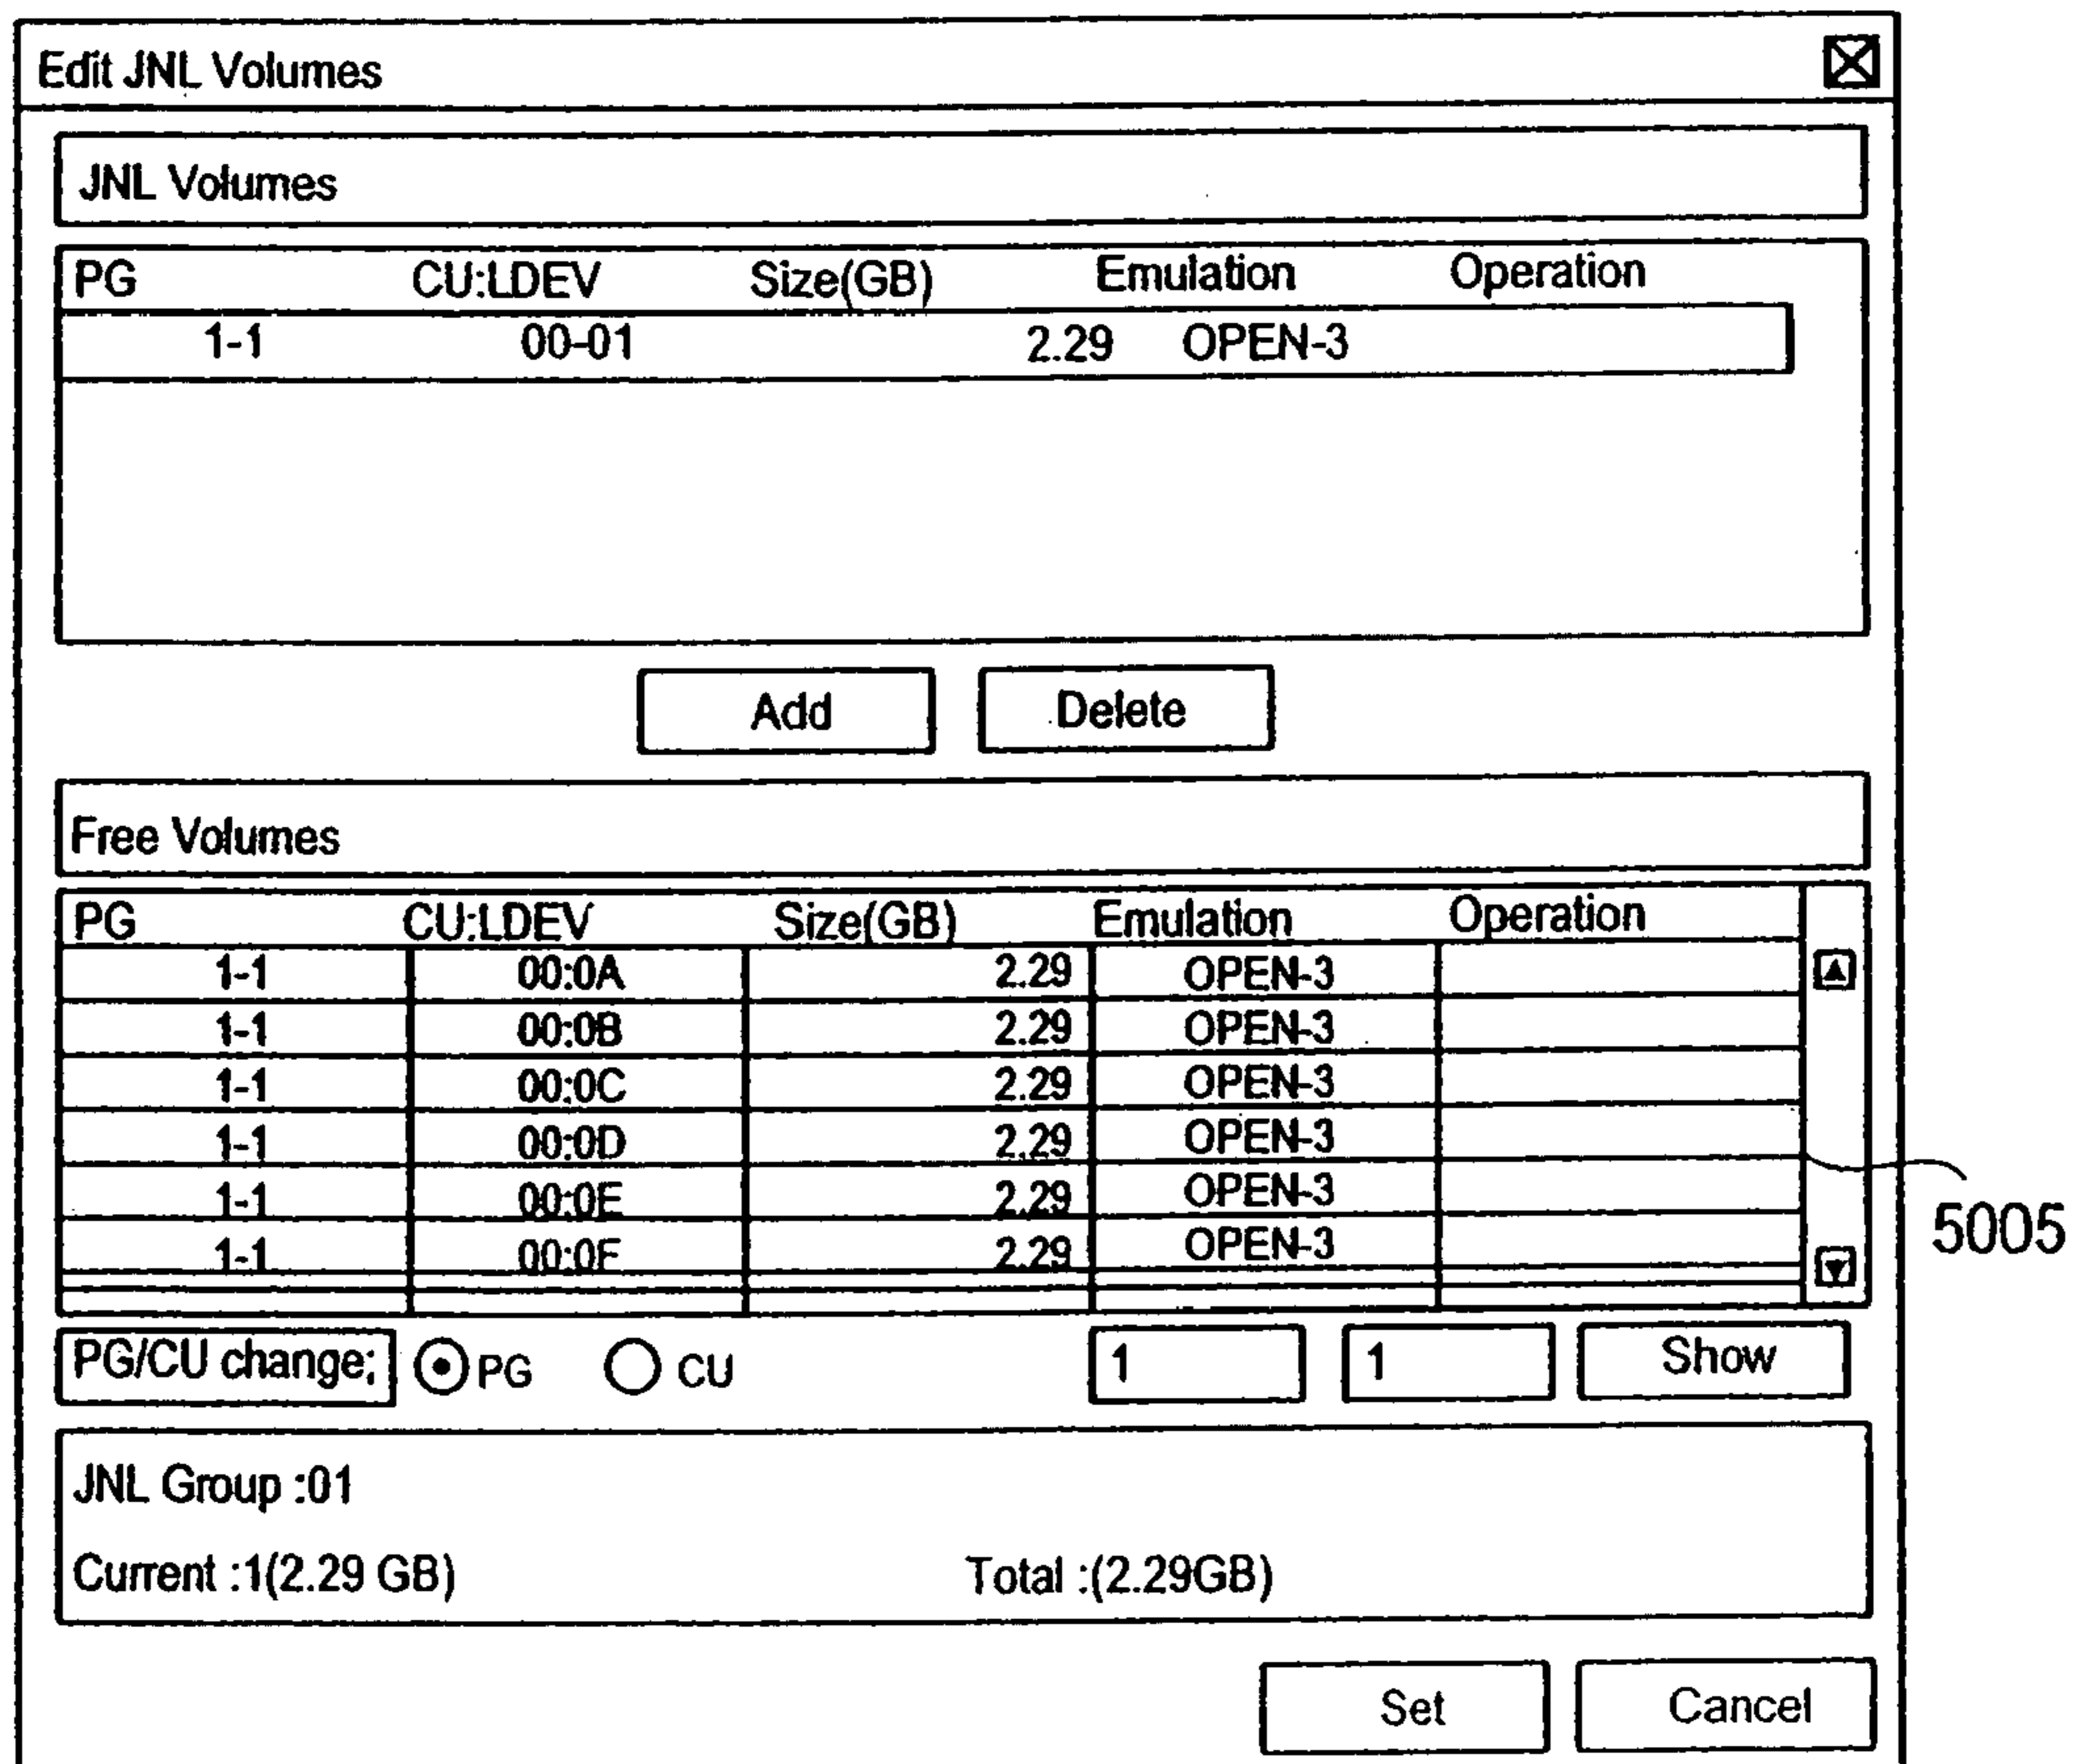 Edit JNL Volumes
JNL Volumes
PG CU:LDEV Size(GB) Emulation Operation
1-1 00-01 2.29 OPEN-3
Add Delete
Free Volumes
PG CU:LDEV Size(GB) Emulation Operation
1-1 00:0A 2.29 OPEN-3
1-1 00:0B 2.29 OPEN-3
1-1 00:0C 2.29 OPEN-3
1-1 00:0D 2.29 OPEN-3
1-1 00:0E 2.29 OPEN-3
1-1 00:0F 2.29 OPEN-3
5005
PG/CU change; PG CU 1 1 Show
JNL Group :01
Current :1(2.29 GB) Total :(2.29GB)
Set Cancel